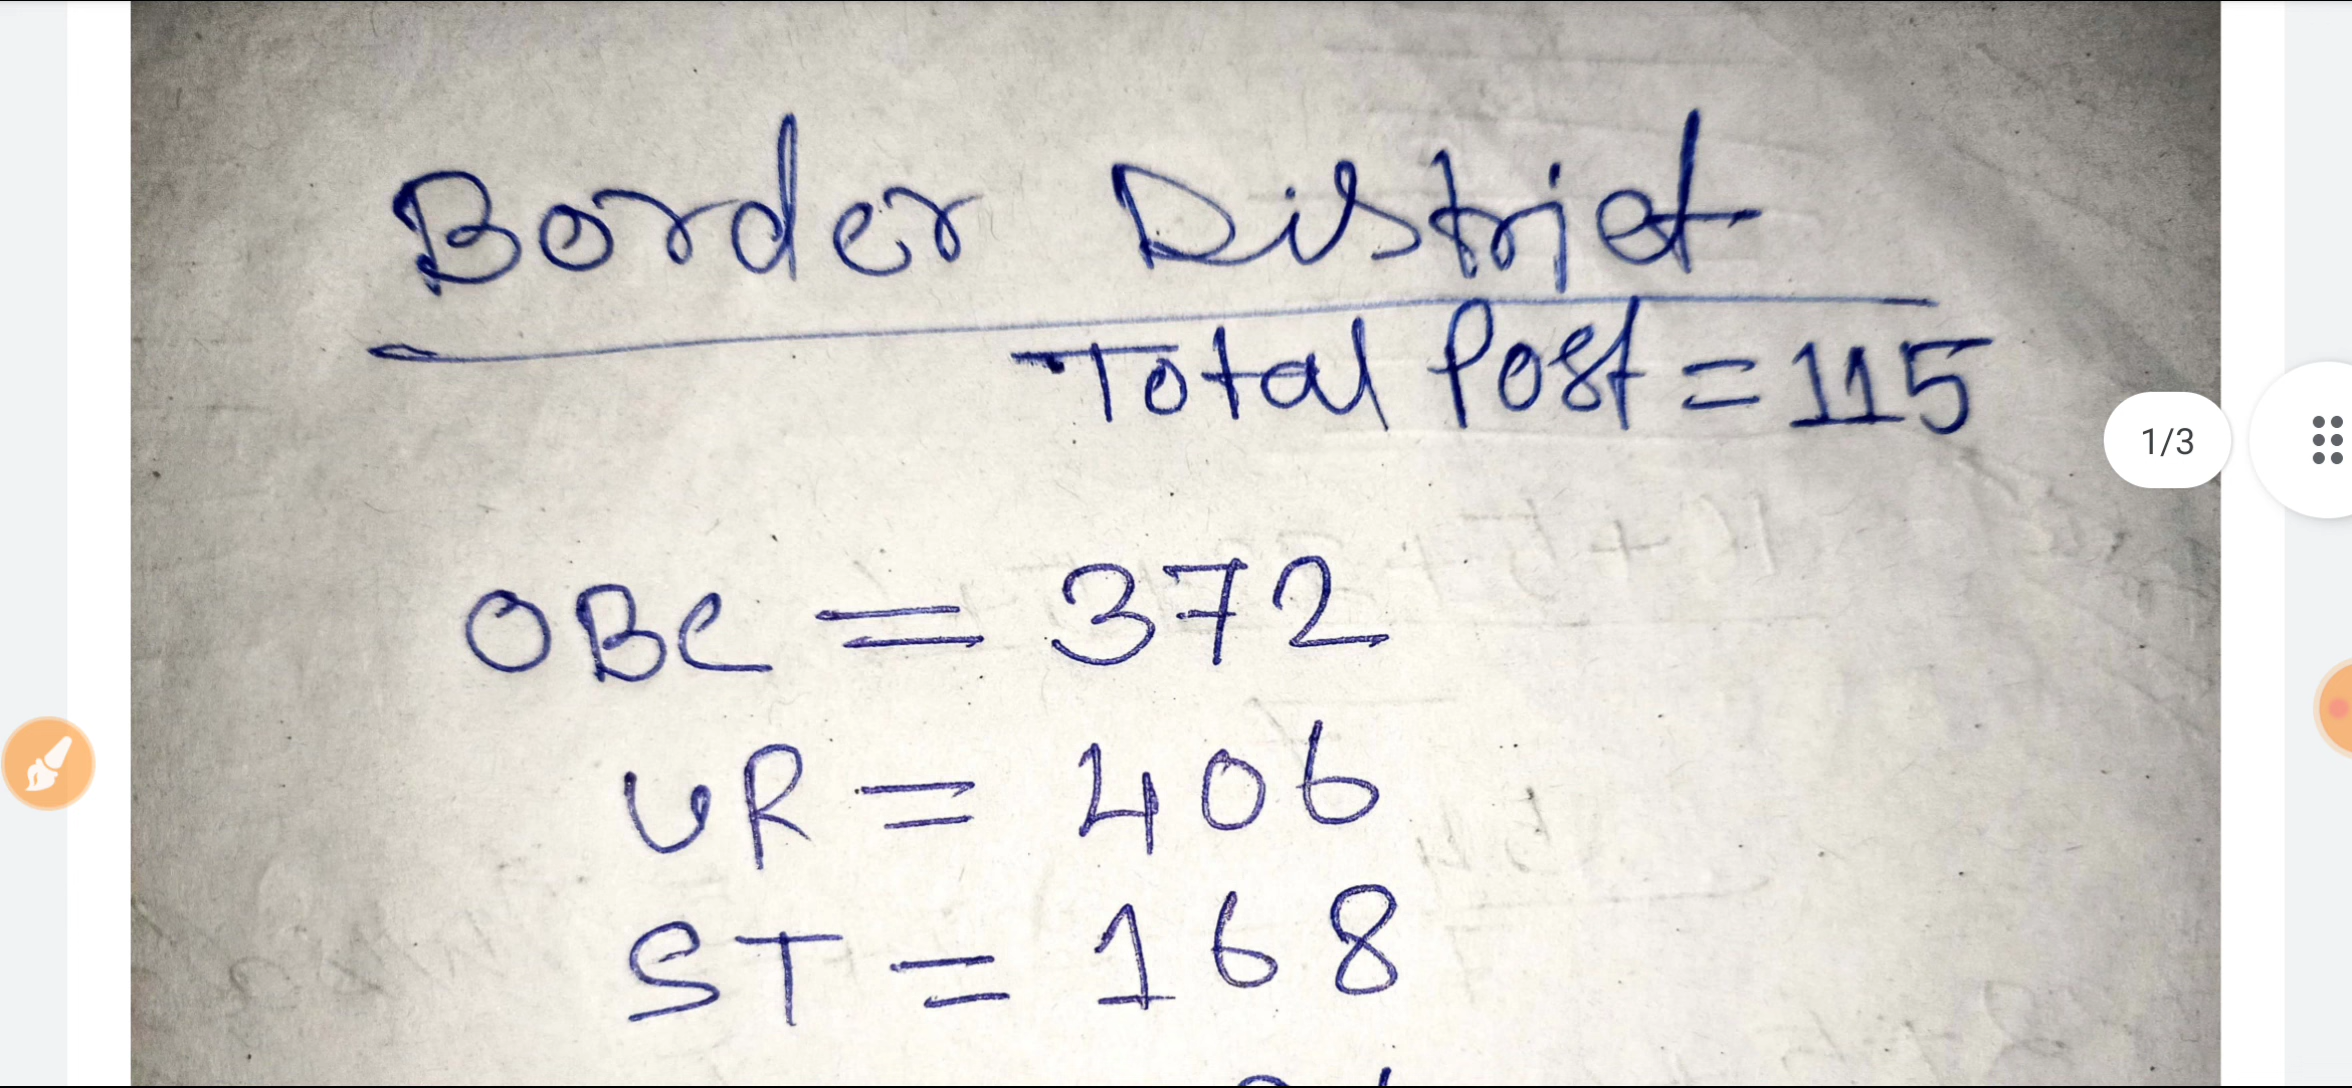 Border District
Total Post = 115
1/3
OBC = 372
UR = 406
ST = 168